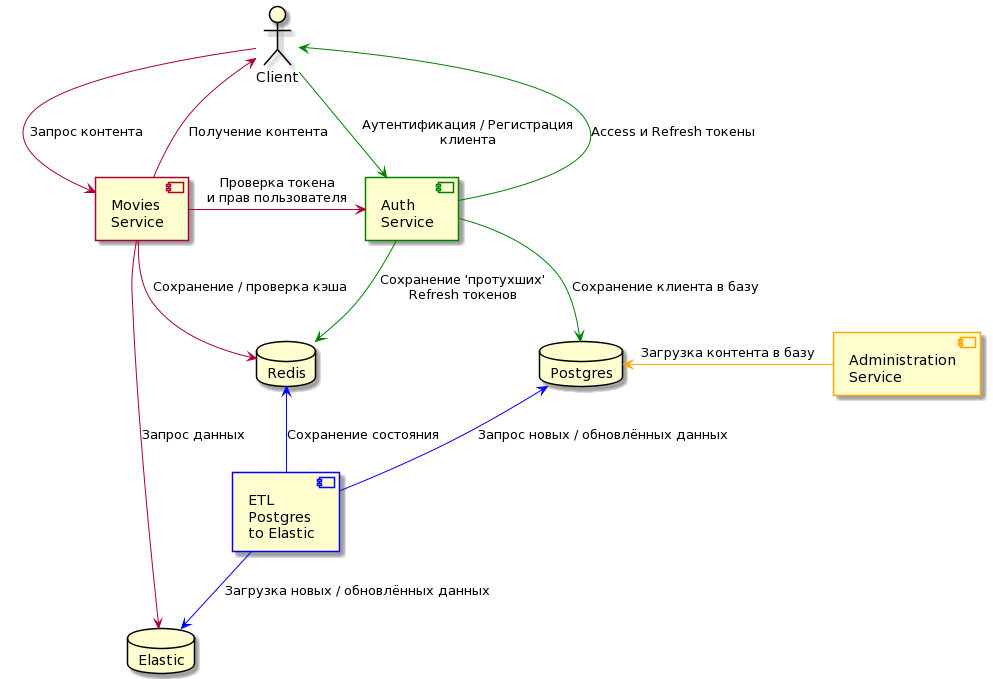 Client
Запрос контента
Получение контента
Аутентификация / Регистрация
клиента
Access и Refresh токены
Movies
Service
Проверка токена
и прав пользователя
Auth
Service
Сохранение / проверка кэша
Сохранение 'протухших'
Refresh токенов
Сохранение клиента в базу
Redis
Postgres
Загрузка контента в базу
Administration
Service
Запрос данных
Сохранение состояния
Запрос новых / обновлённых данных
ETL
Postgres
to Elastic
Загрузка новых / обновлённых данных
Elastic